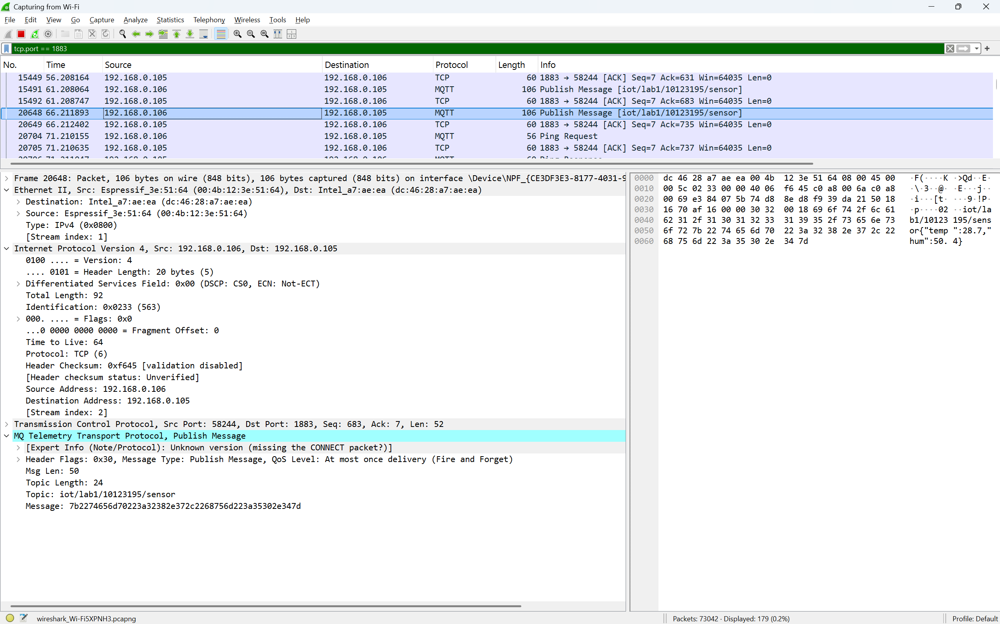 Capturing from Wi-Fi
File Edit View Go Capture Analyze Statistics Telephony Wireless Tools Help
tcp.port == 1883
No. Time Source Destination Protocol Length Info
15449 56.208164 192.168.0.105 192.168.0.106 TCP 60 1883 → 58244 [ACK] Seq=7 Ack=631 Win=64035 Len=0
15491 61.208064 192.168.0.106 192.168.0.105 MQTT 106 Publish Message [iot/lab1/10123195/sensor]
15492 61.208747 192.168.0.105 192.168.0.106 TCP 60 1883 → 58244 [ACK] Seq=7 Ack=683 Win=64035 Len=0
20648 66.211893 192.168.0.106 192.168.0.105 MQTT 106 Publish Message [iot/lab1/10123195/sensor]
20649 66.212402 192.168.0.105 192.168.0.106 TCP 60 1883 → 58244 [ACK] Seq=7 Ack=735 Win=64035 Len=0
20704 71.210155 192.168.0.106 192.168.0.105 MQTT 56 Ping Request
20705 71.210635 192.168.0.105 192.168.0.106 TCP 60 1883 → 58244 [ACK] Seq=7 Ack=737 Win=64035 Len=0
Frame 20648: Packet, 106 bytes on wire (848 bits), 106 bytes captured (848 bits) on interface \Device\NPF_{CE3DF3E3-8177-4031-9
Ethernet II, Src: Espressif_3e:51:64 (00:4b:12:3e:51:64), Dst: Intel_a7:ae:ea (dc:46:28:a7:ae:ea)
Destination: Intel_a7:ae:ea (dc:46:28:a7:ae:ea)
Source: Espressif_3e:51:64 (00:4b:12:3e:51:64)
Type: IPv4 (0x0800)
[Stream index: 1]
Internet Protocol Version 4, Src: 192.168.0.106, Dst: 192.168.0.105
0100 .... = Version: 4
.... 0101 = Header Length: 20 bytes (5)
Differentiated Services Field: 0x00 (DSCP: CS0, ECN: Not-ECT)
Total Length: 92
Identification: 0x0233 (563)
000. .... = Flags: 0x0
...0 0000 0000 0000 = Fragment Offset: 0
Time to Live: 64
Protocol: TCP (6)
Header Checksum: 0xf645 [validation disabled]
[Header checksum status: Unverified]
Source Address: 192.168.0.106
Destination Address: 192.168.0.105
[Stream index: 2]
Transmission Control Protocol, Src Port: 58244, Dst Port: 1883, Seq: 683, Ack: 7, Len: 52
MQ Telemetry Transport Protocol, Publish Message
[Expert Info (Note/Protocol): Unknown version (missing the CONNECT packet?)]
Header Flags: 0x30, Message Type: Publish Message, QoS Level: At most once delivery (Fire and Forget)
Msg Len: 50
Topic Length: 24
Topic: iot/lab1/10123195/sensor
Message: 7b2274656d70223a32382e372c2268756d223a35302e347d
0000 dc 46 28 a7 ae ea 00 4b 12 3e 51 64 08 00 45 00 ·F(····K ·>Qd··E·
0010 00 5c 02 33 00 00 40 06 f6 45 c0 a8 00 6a c0 a8 ·\·3··@· ·E···j··
0020 00 69 e3 84 07 5b 74 d8 8e d8 f9 39 da 21 50 18 ·i···[t· ···9·!P·
0030 16 70 af 16 00 00 30 32 00 18 69 6f 74 2f 6c 61 ·p····02 ··iot/la
0040 62 31 2f 31 30 31 32 33 31 39 35 2f 73 65 6e 73 b1/10123 195/sens
0050 6f 72 7b 22 74 65 6d 70 22 3a 32 38 2e 37 2c 22 or{"temp ":28.7,"
0060 68 75 6d 22 3a 35 30 2e 34 7d hum":50. 4}
wireshark_Wi-Fi5XPNH3.pcapng
Packets: 73042 · Displayed: 179 (0.2%)
Profile: Default